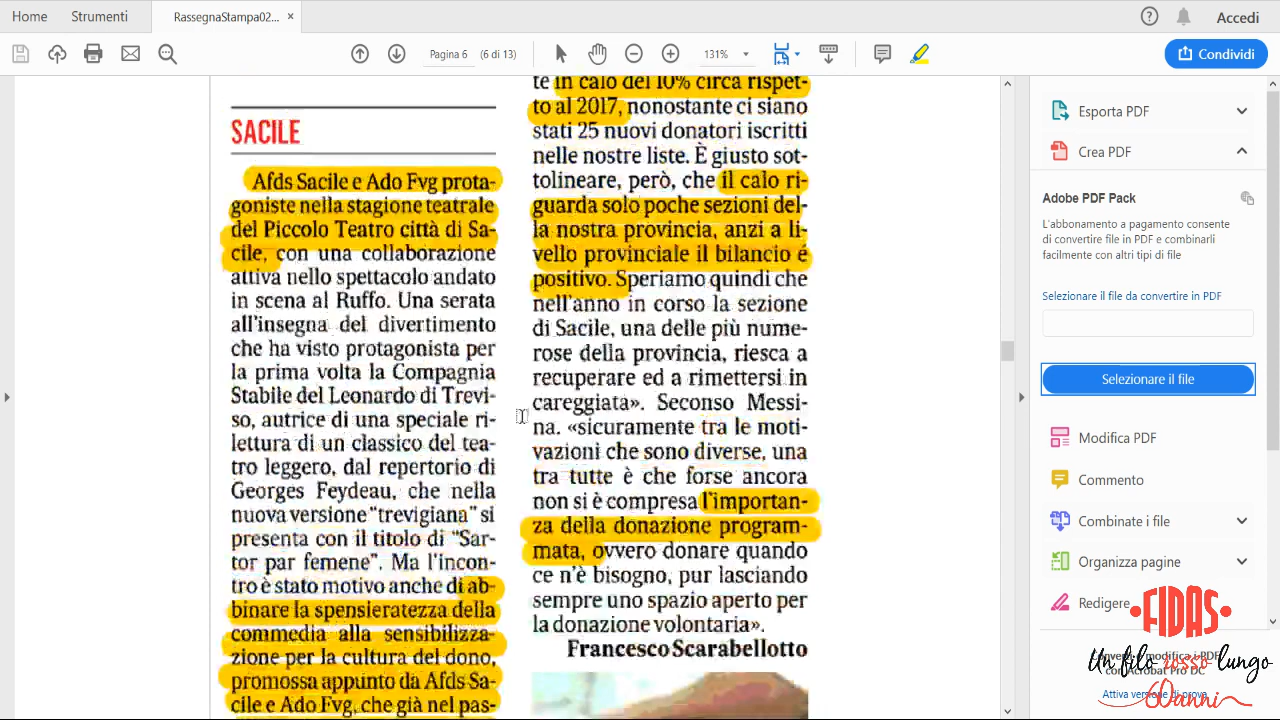 Home
Strumenti
RassegnaStampa02... ×
? Accedi
Pagina 6 (6 di 13)
131%
Condividi
SACILE
Afds Sacile e Ado Fvg prota-
goniste nella stagione teatrale
del Piccolo Teatro città di Sa-
cile, con una collaborazione
attiva nello spettacolo andato
in scena al Ruffo. Una serata
all'insegna del divertimento
che ha visto protagonista per
la prima volta la Compagnia
Stabile del Leonardo di Trevi-
so, autrice di una speciale ri-
lettura di un classico del tea-
tro leggero, dal repertorio di
Georges Feydeau, che nella
nuova versione "trevigiana" si
presenta con il titolo di "Sar-
tor par femene". Ma l'incon-
tro è stato motivo anche di ab-
binare la spensieratezza della
commedia alla sensibilizza-
zione per la cultura del dono,
promossa appunto da Afds Sa-
cile e Ado Fvg, che già nel pas-
te in calo del 10% circa rispet-
to al 2017, nonostante ci siano
stati 25 nuovi donatori iscritti
nelle nostre liste. È giusto sot-
tolineare, però, che il calo ri-
guarda solo poche sezioni del-
la nostra provincia, anzi a li-
vello provinciale il bilancio é
positivo. Speriamo quindi che
nell'anno in corso la sezione
di Sacile, una delle più nume-
rose della provincia, riesca a
recuperare ed a rimettersi in
careggiata». Seconso Messi-
na. «sicuramente tra le moti-
vazioni che sono diverse, una
tra tutte è che forse ancora
non si è compresa l'importan-
za della donazione program-
mata, ovvero donare quando
ce n'è bisogno, pur lasciando
sempre uno spazio aperto per
la donazione volontaria».
Francesco Scarabellotto
Esporta PDF
Crea PDF
Adobe PDF Pack
L'abbonamento a pagamento consente
di convertire file in PDF e combinarli
facilmente con altri tipi di file
Selezionare il file da convertire in PDF
Selezionare il file
Modifica PDF
Commento
Combinate i file
Organizza pagine
Redigere
FIDAS
modifica i PDF
con Acrobat Pro DC
Un filo rosso lungo
60anni
Attiva versione di prova